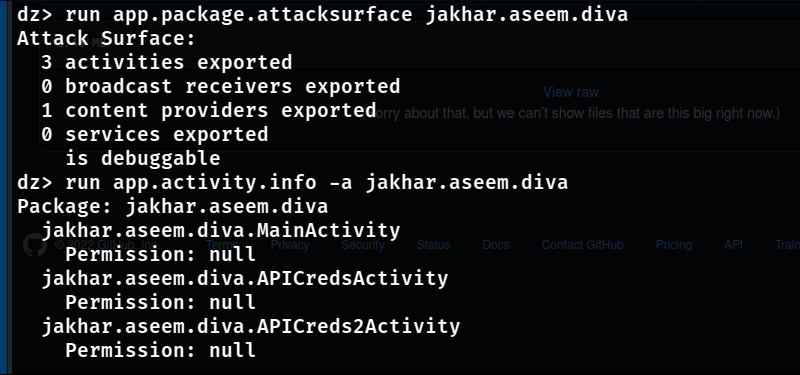 dz> run app.package.attacksurface jakhar.aseem.diva
Attack Surface:
  3 activities exported
  0 broadcast receivers exported
View raw
  1 content providers exported
orry about that, but we can't show files that are this big right now.)
  0 services exported
    is debuggable
dz> run app.activity.info -a jakhar.aseem.diva
Package: jakhar.aseem.diva
  jakhar.aseem.diva.MainActivity
© 2022 GitHub, Inc. Terms Privacy Security Status Docs Contact GitHub Pricing API Train
    Permission: null
  jakhar.aseem.diva.APICredsActivity
    Permission: null
  jakhar.aseem.diva.APICreds2Activity
    Permission: null